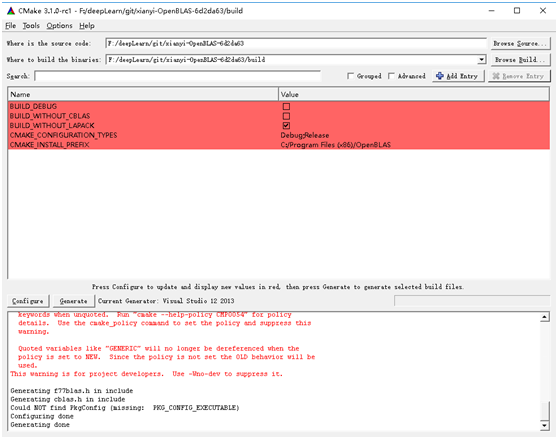 CMake 3.1.0-rc1 - F:/deepLearn/git/xianyi-OpenBLAS-6d2da63/build
File Tools Options Help
Where is the source code: F:/deepLearn/git/xianyi-OpenBLAS-6d2da63 Browse Source...
Where to build the binaries: F:/deepLearn/git/xianyi-OpenBLAS-6d2da63/build Browse Build...
Search: Grouped Advanced Add Entry Remove Entry
Name Value
BUILD_DEBUG
BUILD_WITHOUT_CBLAS
BUILD_WITHOUT_LAPACK
CMAKE_CONFIGURATION_TYPES Debug;Release
CMAKE_INSTALL_PREFIX C:/Program Files (x86)/OpenBLAS
Press Configure to update and display new values in red, then press Generate to generate selected build files.
Configure Generate Current Generator: Visual Studio 12 2013
keywords when unquoted. Run "cmake --help-policy CMP0054" for policy
details. Use the cmake_policy command to set the policy and suppress this
warning.
Quoted variables like "GENERIC" will no longer be dereferenced when the
policy is set to NEW. Since the policy is not set the OLD behavior will be
used.
This warning is for project developers. Use -Wno-dev to suppress it.
Generating f77blas.h in include
Generating cblas.h in include
Could NOT find PkgConfig (missing: PKG_CONFIG_EXECUTABLE)
Configuring done
Generating done